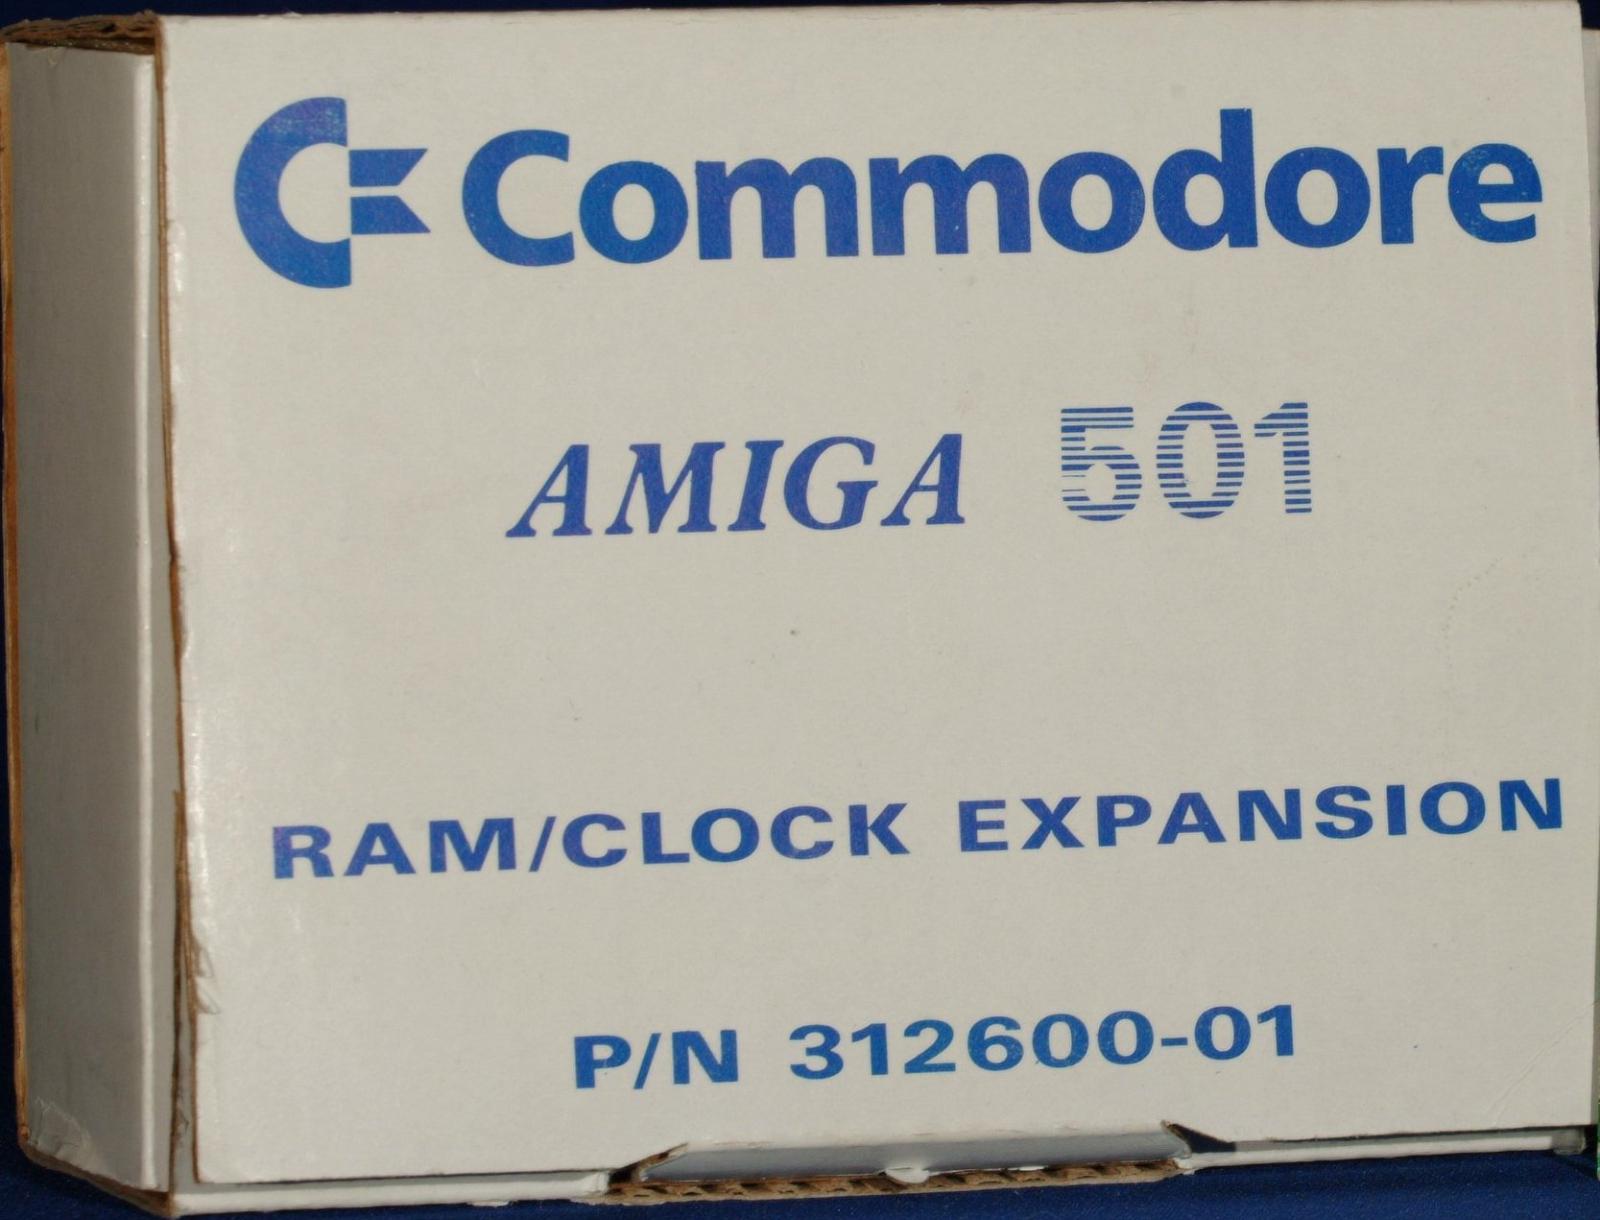 Commodore
AMIGA 501
RAM/CLOCK EXPANSION
P/N 312600-01